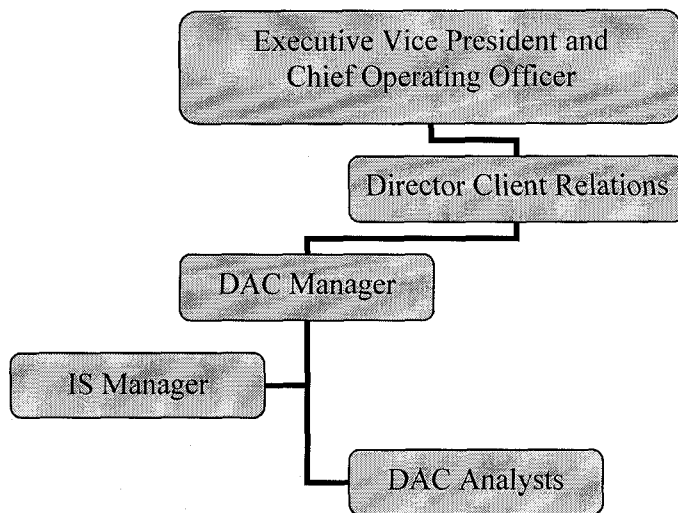 Executive Vice President and
Chief Operating Officer
Director Client Relations
DAC Manager
IS Manager
DAC Analysts